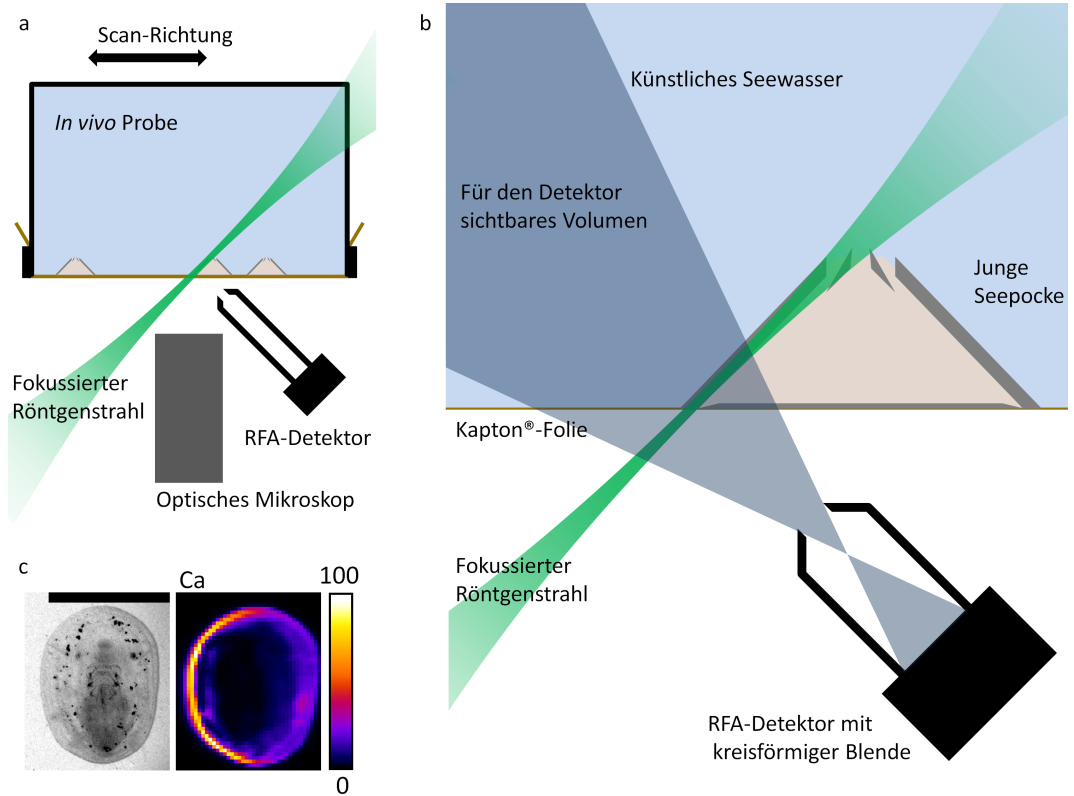 a
Scan-Richtung
In vivo Probe
Fokussierter
Röntgenstrahl
RFA-Detektor
Optisches Mikroskop
b
Künstliches Seewasser
Für den Detektor
sichtbares Volumen
Junge
Seepocke
Kapton®-Folie
Fokussierter
Röntgenstrahl
RFA-Detektor mit
kreisförmiger Blende
c
Ca
100
0